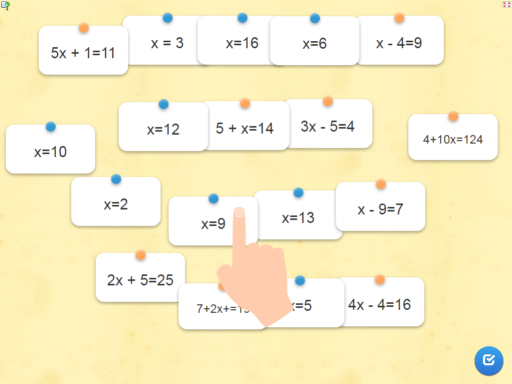 5x + 1=11
x = 3
x=16
x=6
x - 4=9
x=12
5 + x=14
3x - 5=4
4+10x=124
x=10
x=2
x=9
x=13
x - 9=7
2x + 5=25
x=5
4x - 4=16